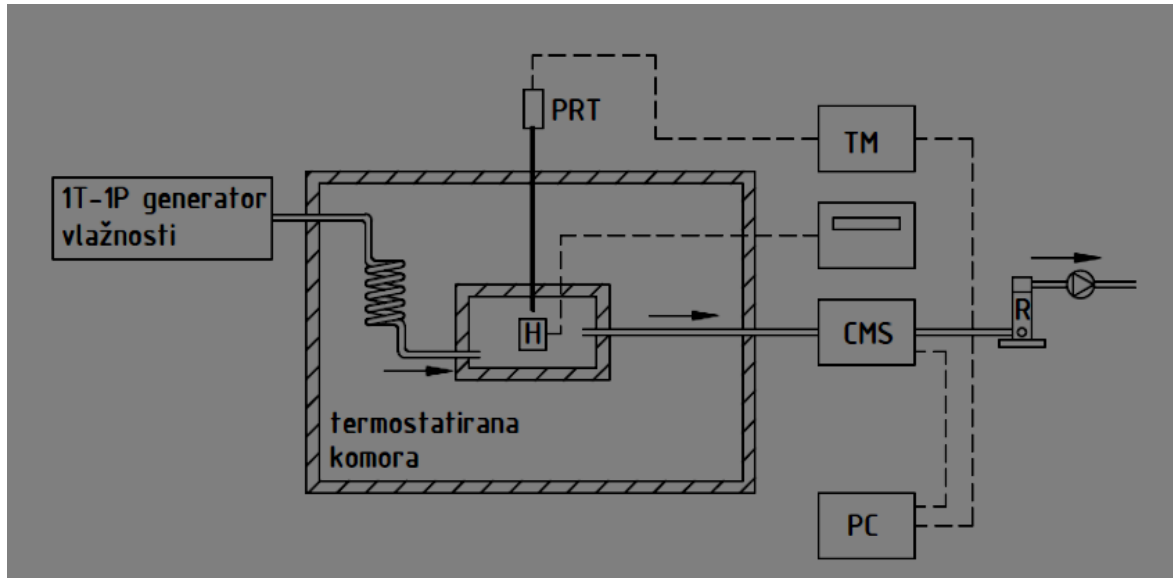 PRT
TM
1T-1P generator
vlažnosti
H
CMS
R
termostatirana
komora
PC